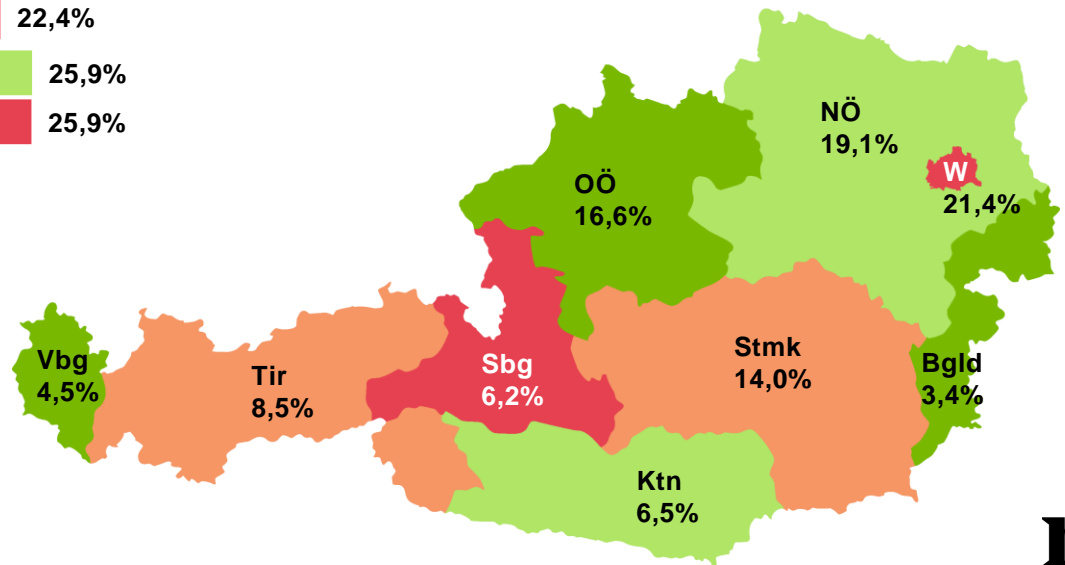 22,4%
25,9%
25,9%
NÖ
19,1%
W
21,4%
OÖ
16,6%
Vbg
4,5%
Tir
8,5%
Sbg
6,2%
Stmk
14,0%
Bgld
3,4%
Ktn
6,5%